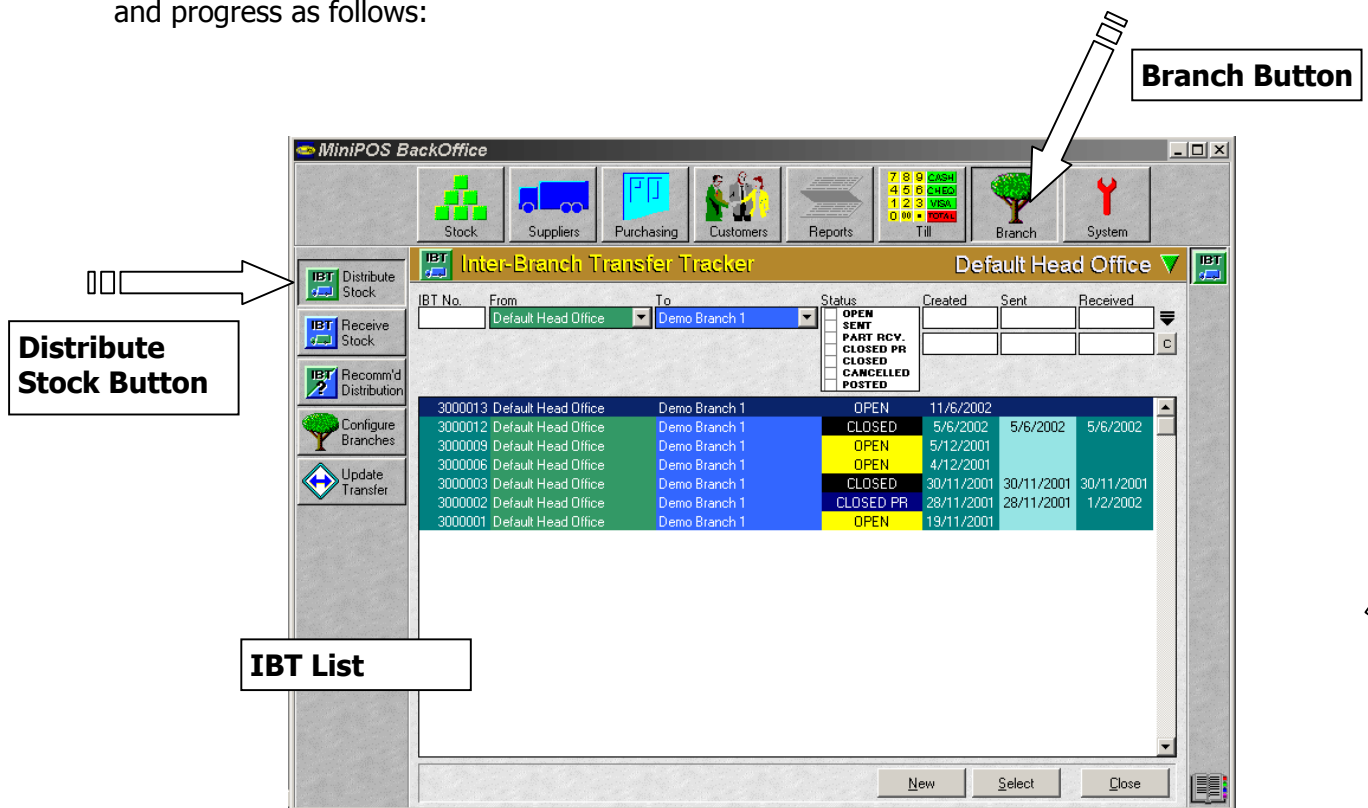 and progress as follows:
Branch Button
MiniPOS BackOffice
Stock Suppliers Purchasing Customers Reports Till Branch System
7 8 9 CASH
4 5 6 CHEQ
1 2 3 VISA
0 00 ▪ TOTAL
IBT Distribute Stock
IBT Receive Stock
IBT ? Recomm'd Distribution
Configure Branches
Update Transfer
Distribute
Stock Button
IBT Inter-Branch Transfer Tracker Default Head Office IBT
IBT No. From To Status Created Sent Received
Default Head Office Demo Branch 1
OPEN
SENT
PART RCV.
CLOSED PR
CLOSED
CANCELLED
POSTED
C
3000013 Default Head Office Demo Branch 1 OPEN 11/6/2002
3000012 Default Head Office Demo Branch 1 CLOSED 5/6/2002 5/6/2002 5/6/2002
3000009 Default Head Office Demo Branch 1 OPEN 5/12/2001
3000006 Default Head Office Demo Branch 1 OPEN 4/12/2001
3000003 Default Head Office Demo Branch 1 CLOSED 30/11/2001 30/11/2001 30/11/2001
3000002 Default Head Office Demo Branch 1 CLOSED PR 28/11/2001 28/11/2001 1/2/2002
3000001 Default Head Office Demo Branch 1 OPEN 19/11/2001
IBT List
New Select Close